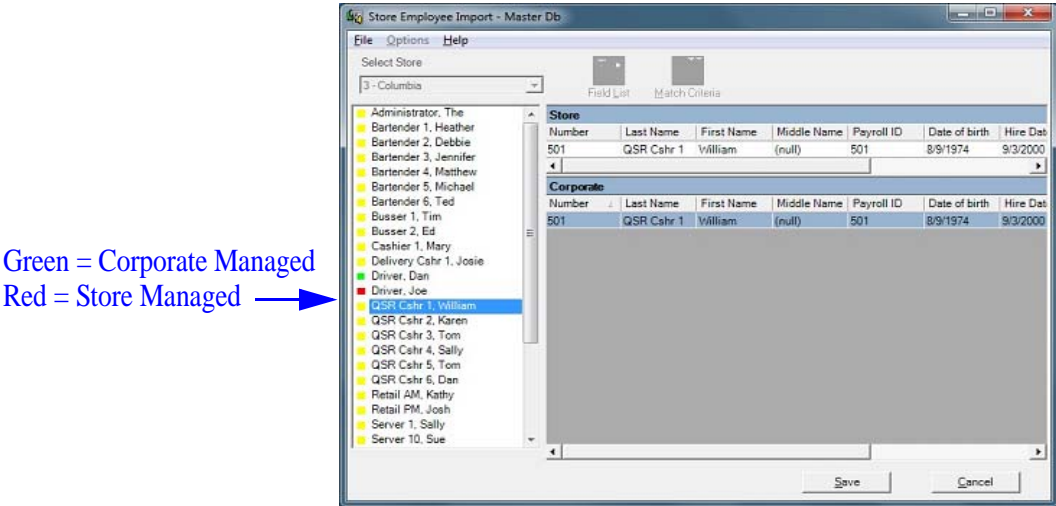 Store Employee Import - Master Db
File Options Help
Select Store
3 - Columbia
Field List Match Criteria
Administrator, The
Bartender 1, Heather
Bartender 2, Debbie
Bartender 3, Jennifer
Bartender 4, Matthew
Bartender 5, Michael
Bartender 6, Ted
Busser 1, Tim
Busser 2, Ed
Cashier 1, Mary
Delivery Cshr 1, Josie
Driver, Dan
Driver, Joe
QSR Cshr 1, William
QSR Cshr 2, Karen
QSR Cshr 3, Tom
QSR Cshr 4, Sally
QSR Cshr 5, Tom
QSR Cshr 6, Dan
Retail AM, Kathy
Retail PM, Josh
Server 1, Sally
Server 10, Sue
Store
Number Last Name First Name Middle Name Payroll ID Date of birth Hire Dat
501 QSR Cshr 1 William (null) 501 8/9/1974 9/3/2000
Corporate
Number Last Name First Name Middle Name Payroll ID Date of birth Hire Dat
501 QSR Cshr 1 William (null) 501 8/9/1974 9/3/2000
Save Cancel
Green = Corporate Managed
Red = Store Managed